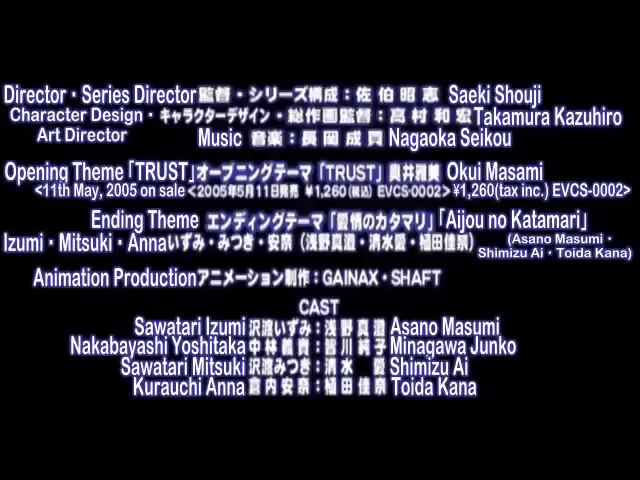 Director・Series Director監督・シリーズ構成：佐伯昭志 Saeki Shouji
Character Design・キャラクターデザイン・総作画監督：高村和宏Takamura Kazuhiro
Art Director
Music 音楽：長岡成貢 Nagaoka Seikou
Opening Theme「TRUST」オープニングテーマ「TRUST」奥井雅美 Okui Masami
<11th May, 2005 on sale <2005年5月11日発売 ¥1,260(税込) EVCS-0002> ¥1,260(tax inc.) EVCS-0002>
Ending Theme エンディングテーマ「愛情のカタマリ」「Aijou no Katamari」
Izumi・Mitsuki・Annaいずみ・みつき・安奈（浅野真澄・清水愛・植田佳奈）(Asano Masumi・
Shimizu Ai・Toida Kana)
Animation Productionアニメーション制作：GAINAX・SHAFT
CAST
Sawatari Izumi 沢渡いずみ：浅野真澄 Asano Masumi
Nakabayashi Yoshitaka 中林義貴：皆川純子 Minagawa Junko
Sawatari Mitsuki 沢渡みつき：清水 愛 Shimizu Ai
Kurauchi Anna 倉内安奈：植田佳奈 Toida Kana